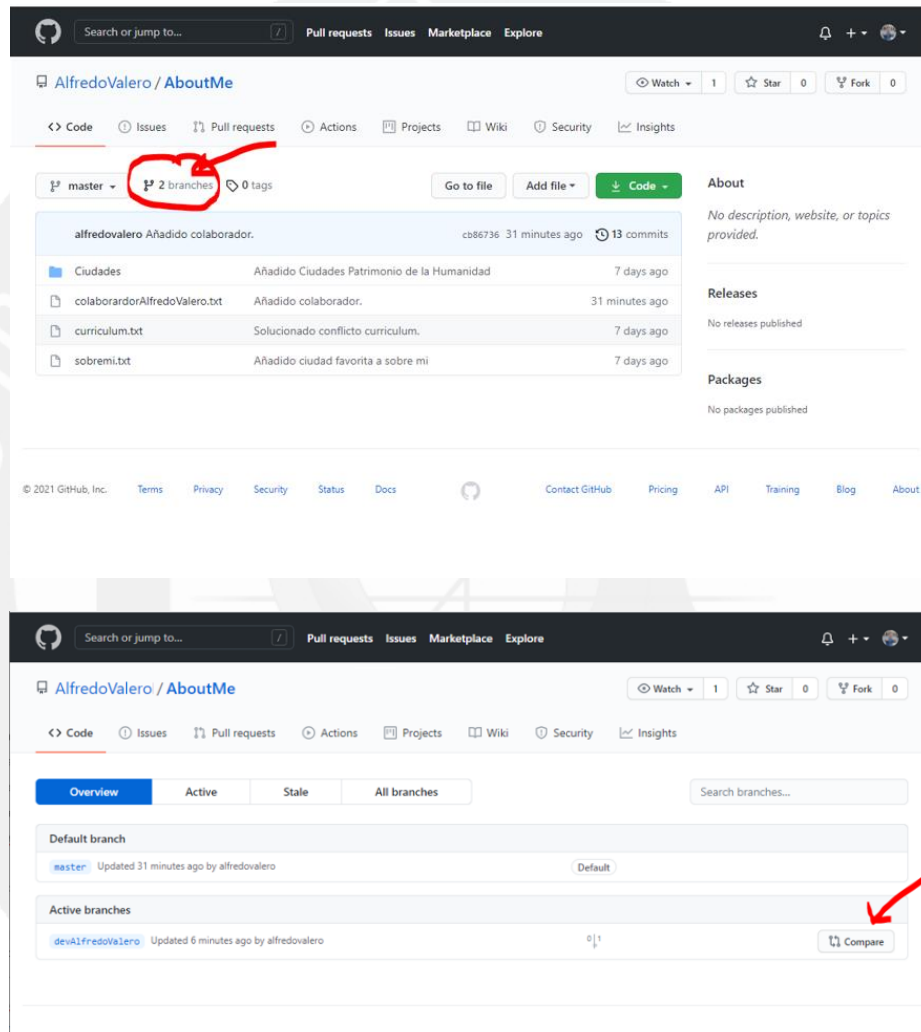 Search or jump to... / Pull requests Issues Marketplace Explore
AlfredoValero / AboutMe Watch 1 Star 0 Fork 0
<> Code Issues Pull requests Actions Projects Wiki Security Insights
master 2 branches 0 tags Go to file Add file Code About
No description, website, or topics
provided.
alfredovalero Añadido colaborador. cb86736 31 minutes ago 13 commits
Ciudades Añadido Ciudades Patrimonio de la Humanidad 7 days ago
colaborardorAlfredoValero.txt Añadido colaborador. 31 minutes ago Releases
curriculum.txt Solucionado conflicto curriculum. 7 days ago No releases published
sobremi.txt Añadido ciudad favorita a sobre mi 7 days ago
Packages
No packages published
© 2021 GitHub, Inc. Terms Privacy Security Status Docs Contact GitHub Pricing API Training Blog About
Search or jump to... / Pull requests Issues Marketplace Explore
AlfredoValero / AboutMe Watch 1 Star 0 Fork 0
<> Code Issues Pull requests Actions Projects Wiki Security Insights
Overview Active Stale All branches Search branches...
Default branch
master Updated 31 minutes ago by alfredovalero Default
Active branches
devAlfredoValero Updated 6 minutes ago by alfredovalero 0|1 Compare